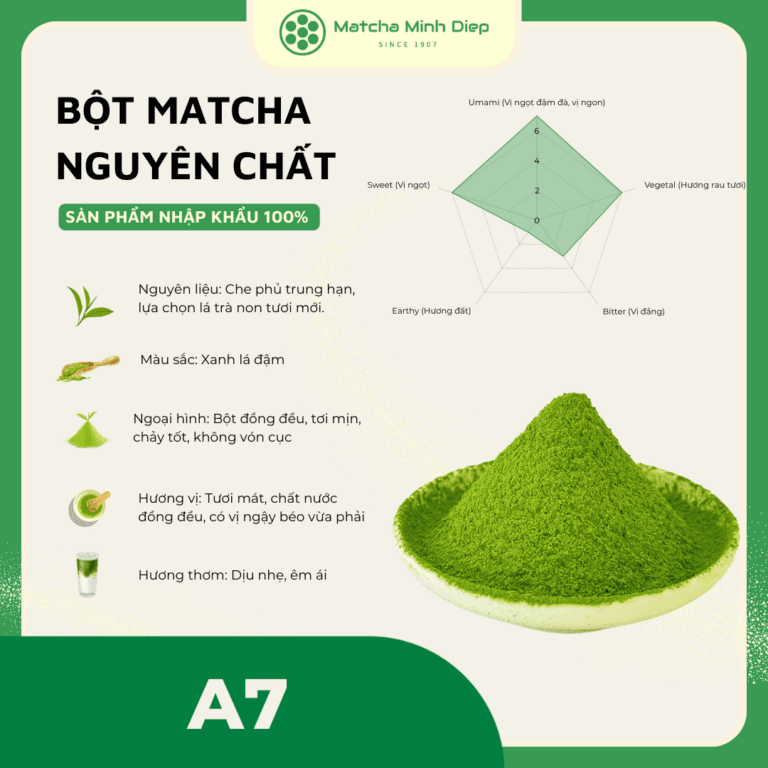 Matcha Minh Diep
SINCE 1907
BỘT MATCHA
NGUYÊN CHẤT
SẢN PHẨM NHẬP KHẨU 100%
Nguyên liệu: Che phủ trung hạn,
lựa chọn lá trà non tươi mới.
Màu sắc: Xanh lá đậm
Ngoại hình: Bột đồng đều, tơi mịn,
chảy tốt, không vón cục
Hương vị: Tươi mát, chất nước
đồng đều, có vị ngậy béo vừa phải
Hương thơm: Dịu nhẹ, êm ái
Umami (Vị ngọt đậm đà, vị ngon)
6
4
Sweet (Vị ngọt)
Vegetal (Hương rau tươi)
2
0
Earthy (Hương đất)
Bitter (Vị đắng)
A7